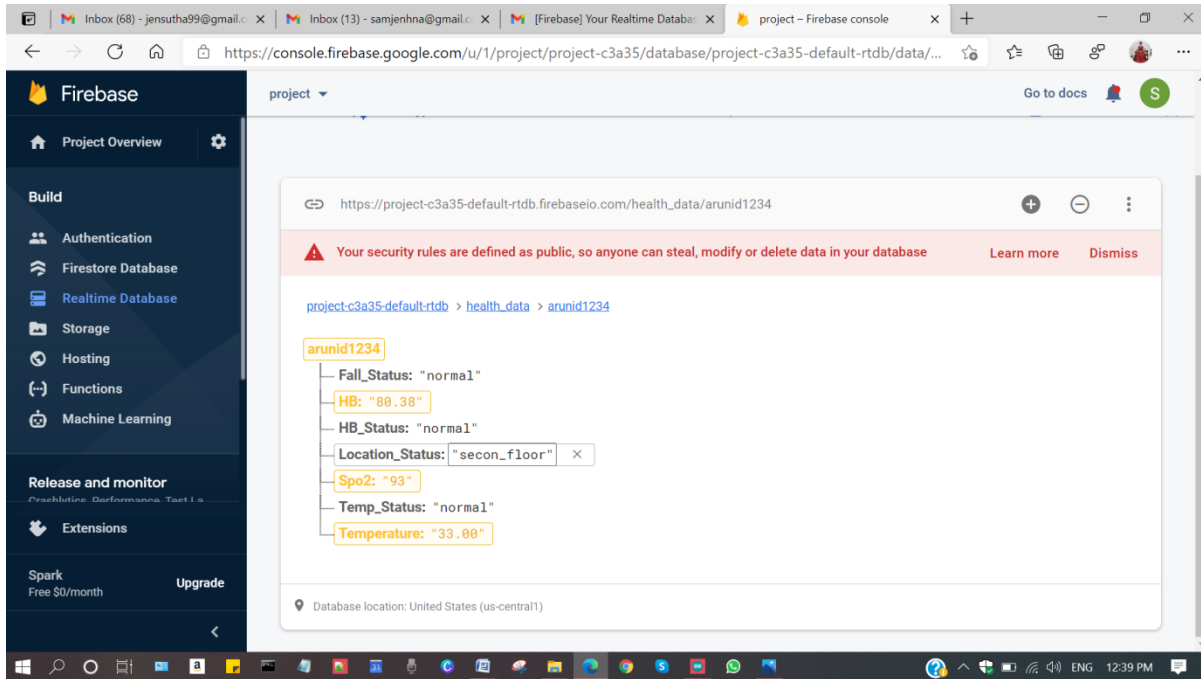 Inbox (68) - jensutha99@gmail.c
Inbox (13) - samjenhna@gmail.c
[Firebase] Your Realtime Databas
project – Firebase console
https://console.firebase.google.com/u/1/project/project-c3a35/database/project-c3a35-default-rtdb/data/...
Firebase
project
Go to docs
S
Project Overview
Build
Authentication
Firestore Database
Realtime Database
Storage
Hosting
Functions
Machine Learning
Release and monitor
Crashlytics, Performance, Test La...
Extensions
Spark
Free $0/month
Upgrade
https://project-c3a35-default-rtdb.firebaseio.com/health_data/arunid1234
Your security rules are defined as public, so anyone can steal, modify or delete data in your database
Learn more
Dismiss
project-c3a35-default-rtdb > health_data > arunid1234
arunid1234
Fall_Status: "normal"
HB: "80.38"
HB_Status: "normal"
Location_Status: "secon_floor"
Spo2: "93"
Temp_Status: "normal"
Temperature: "33.00"
Database location: United States (us-central1)
ENG 12:39 PM